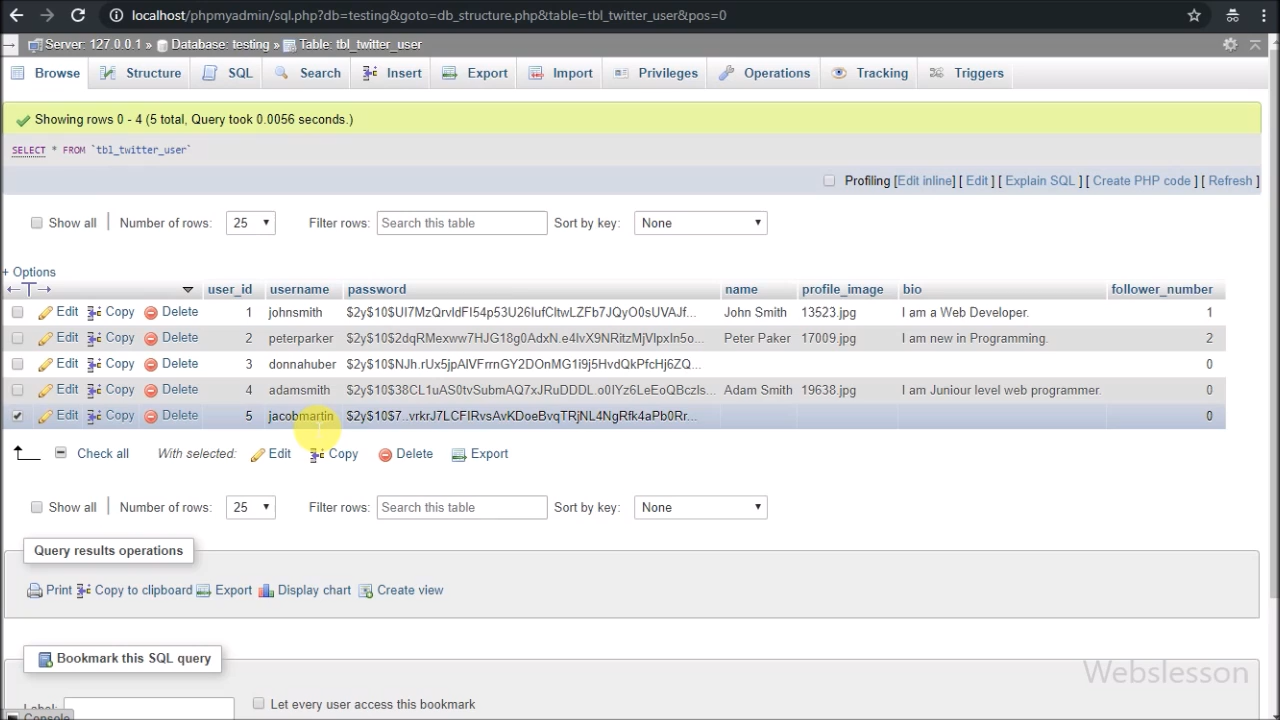 localhost/phpmyadmin/sql.php?db=testing&goto=db_structure.php&table=tbl_twitter_user&pos=0
Server: 127.0.0.1 » Database: testing » Table: tbl_twitter_user
Browse Structure SQL Search Insert Export Import Privileges Operations Tracking Triggers
Showing rows 0 - 4 (5 total, Query took 0.0056 seconds.)
SELECT * FROM `tbl_twitter_user`
Profiling [Edit inline] [ Edit ] [ Explain SQL ] [ Create PHP code ] [ Refresh ]
Show all Number of rows: 25 Filter rows: Search this table Sort by key: None
+ Options
user_id username password name profile_image bio follower_number
Edit Copy Delete 1 johnsmith John Smith 13523.jpg I am a Web Developer. 1
Edit Copy Delete 2 peterparker Peter Paker 17009.jpg I am new in Programming. 2
Edit Copy Delete 3 donnahuber 0
Edit Copy Delete 4 adamsmith Adam Smith 19638.jpg I am Juniour level web programmer. 0
Edit Copy Delete 5 jacobmartin 0
Check all With selected: Edit Copy Delete Export
Show all Number of rows: 25 Filter rows: Search this table Sort by key: None
Query results operations
Print Copy to clipboard Export Display chart Create view
Bookmark this SQL query
Webslesson
Label: Let every user access this bookmark
Console